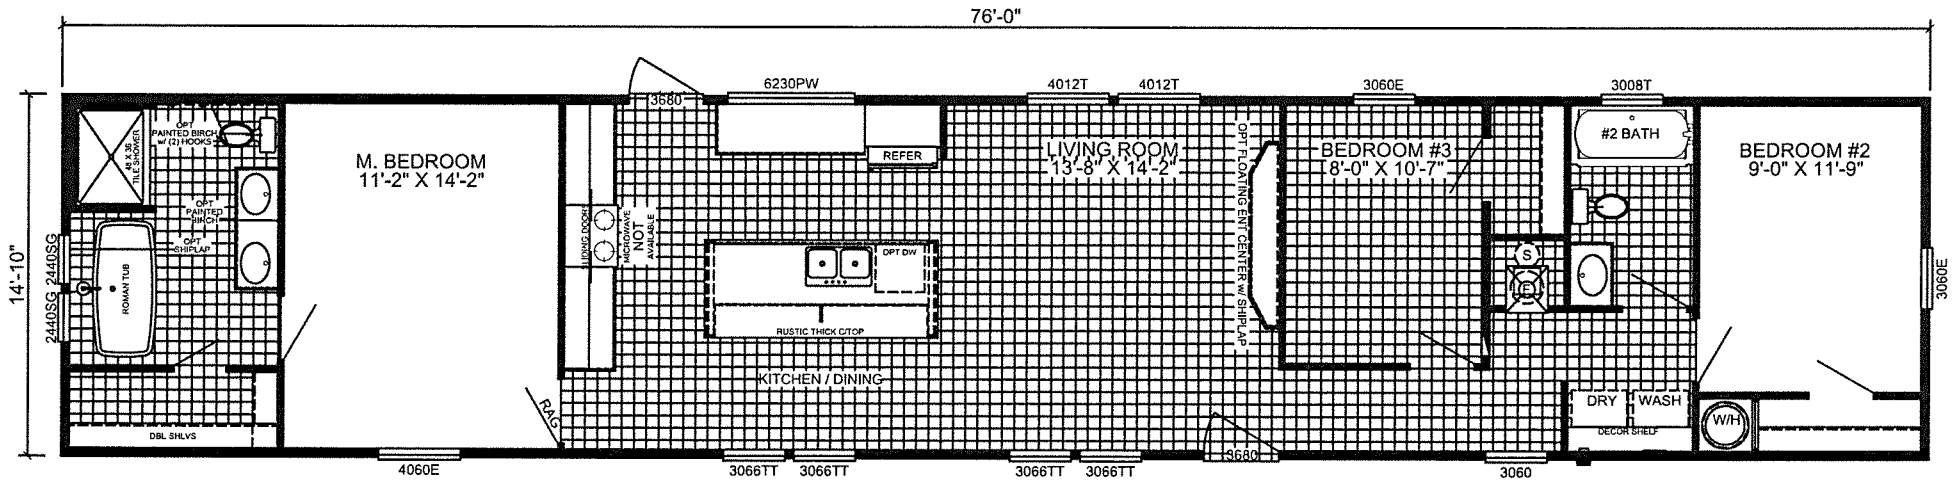 76'-0"
14'-10"
3680
6230PW
4012T
4012T
3060E
3008T
48 X 36
TILE SHOWER
OPT
PAINTED BIRCH
w/ (2) HOOKS
OPT
PAINTED
BIRCH
OPT
SHIPLAP
2440SG
2440SG
ROMAN TUB
DBL SHLVS
M. BEDROOM
11'-2" X 14'-2"
SLIDING DOOR
MICROWAVE
NOT
AVAILABLE
REFER
OPT DW
RUSTIC THICK C/TOP
KITCHEN / DINING
RAG
LIVING ROOM
13'-8" X 14'-2"
OPT FLOATING ENT CENTER w/ SHIPLAP
BEDROOM #3
8'-0" X 10'-7"
S
F
#2 BATH
BEDROOM #2
9'-0" X 11'-9"
3060E
DRY
WASH
DECOR SHELF
W/H
4060E
3066TT
3066TT
3066TT
3066TT
3680
3060